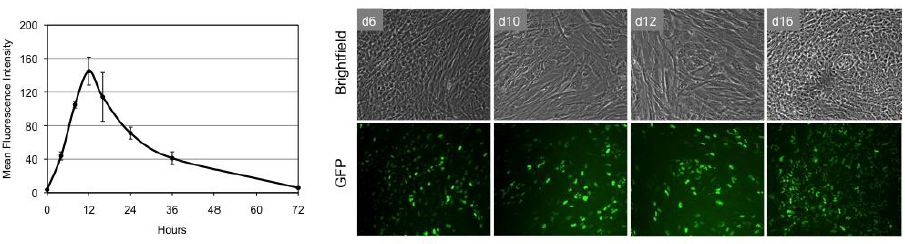 Mean Fluorescence Intensity
200
160
120
80
40
0
0 12 24 36 48 60 72
Hours
d6 d10 d12 d16
Brightfield
GFP